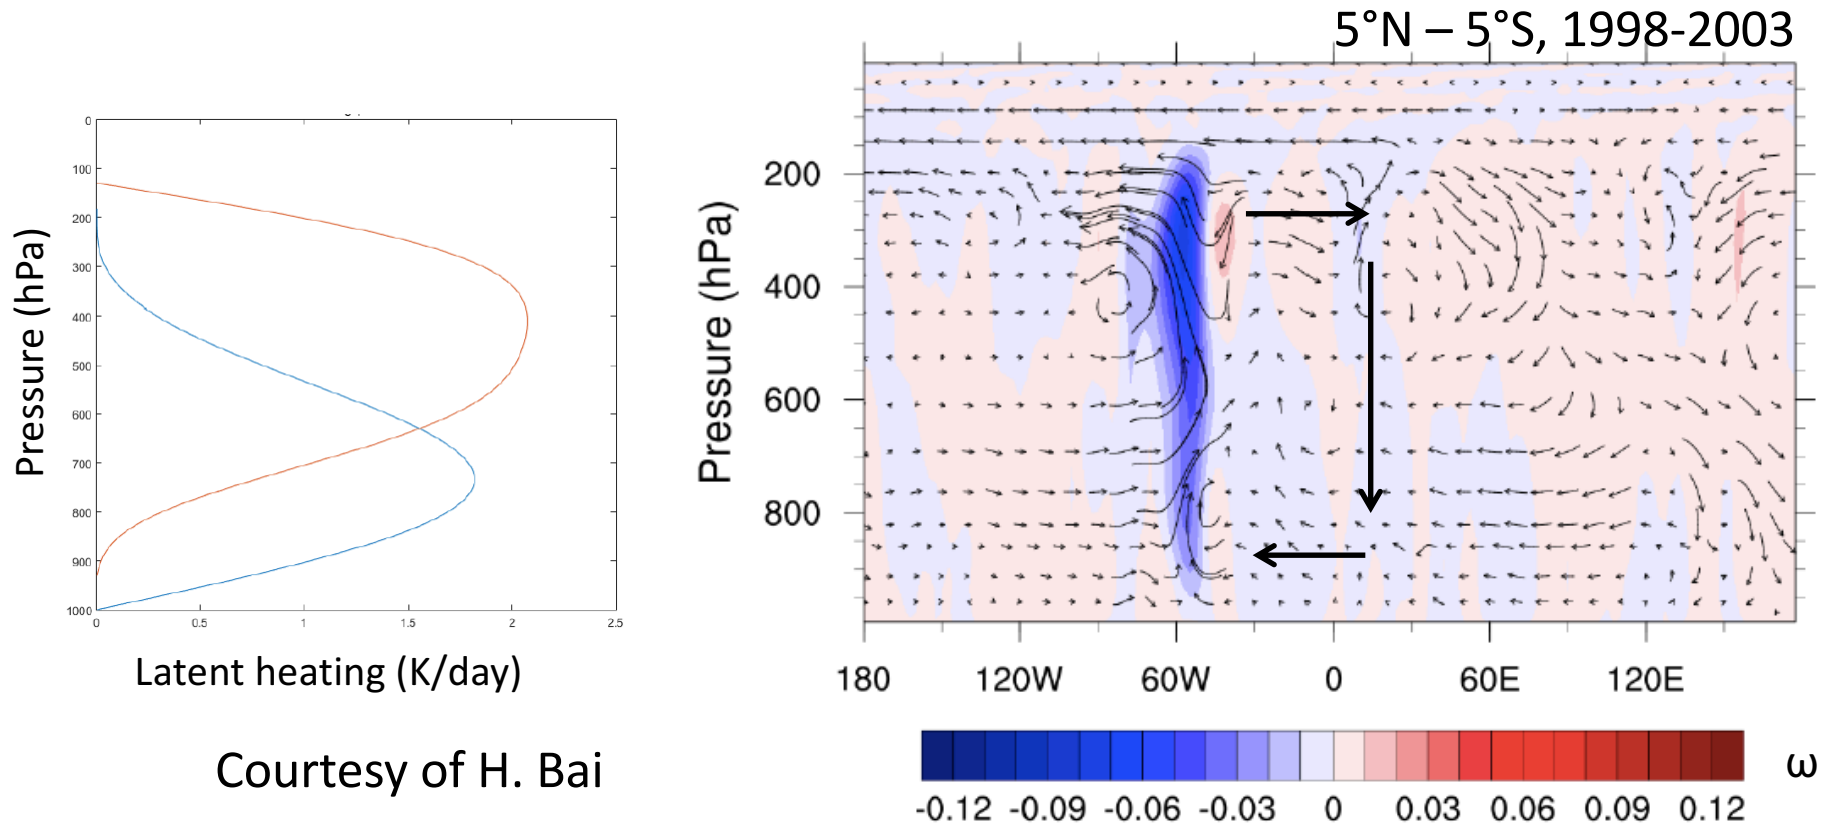 5°N – 5°S, 1998-2003
Pressure (hPa)
0
100
200
300
400
500
600
700
800
900
1000
0 0.5 1 1.5 2 2.5
Latent heating (K/day)
Courtesy of H. Bai
Pressure (hPa)
200
400
600
800
180 120W 60W 0 60E 120E
ω
-0.12 -0.09 -0.06 -0.03 0 0.03 0.06 0.09 0.12